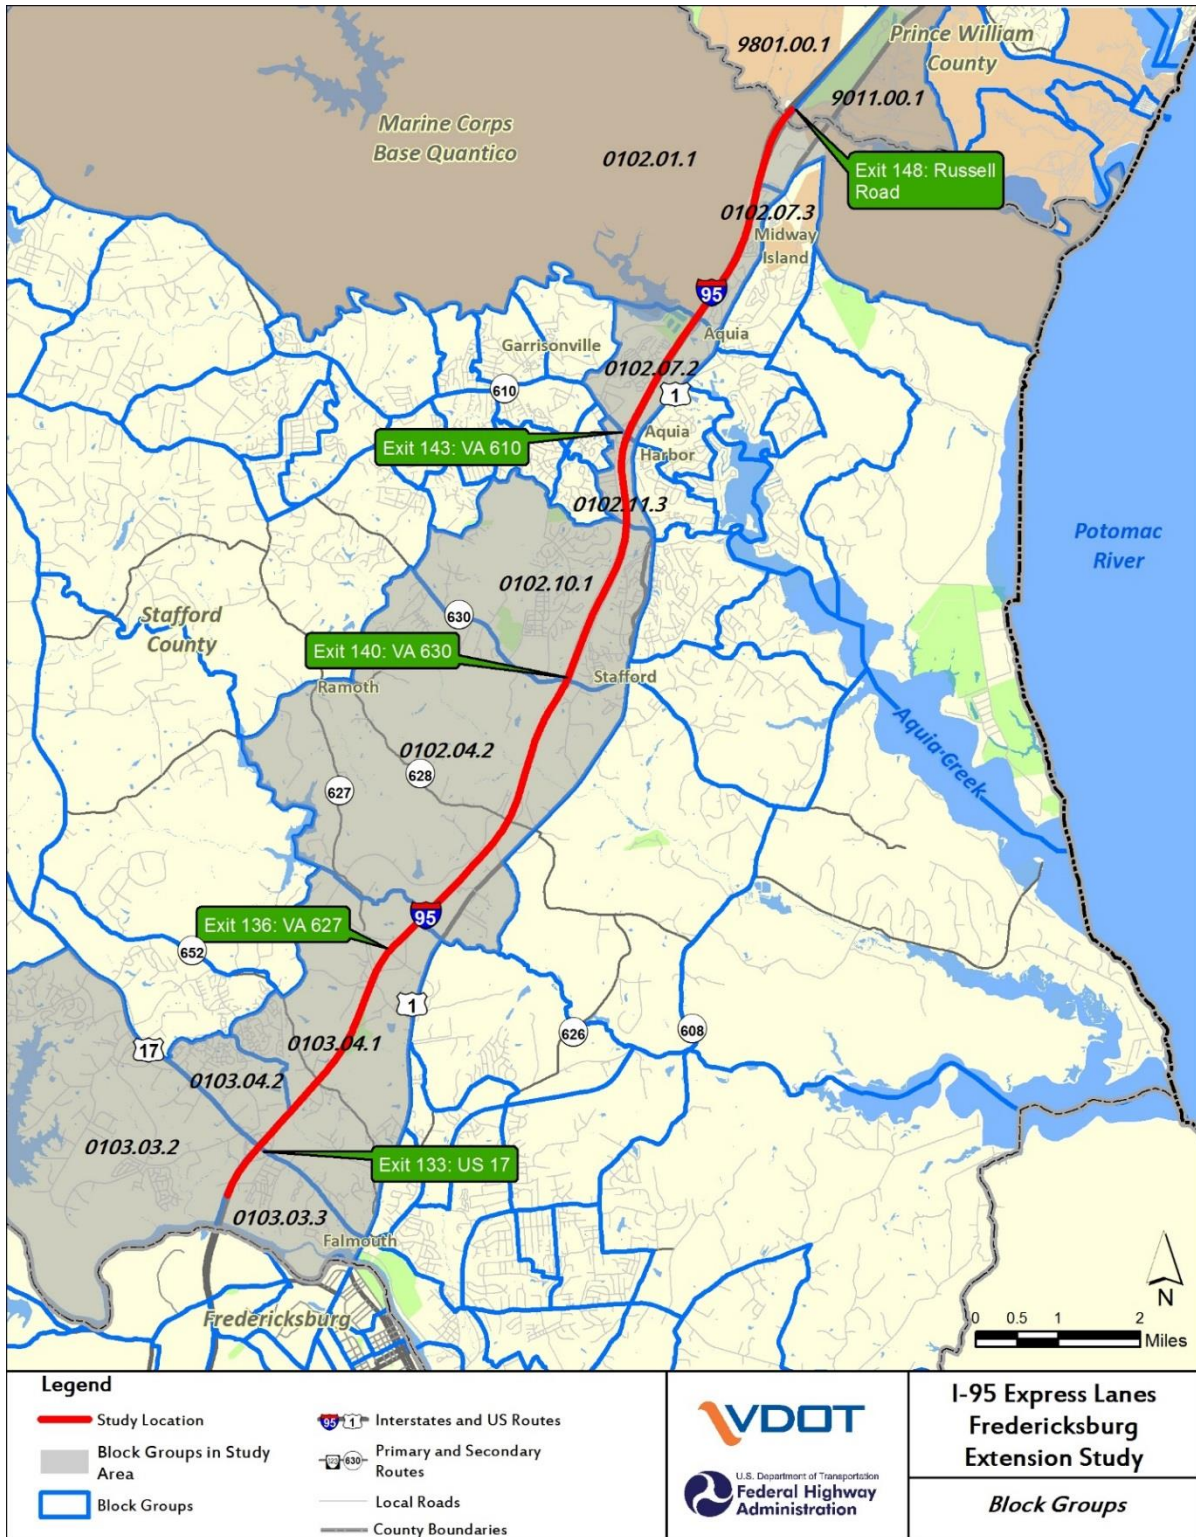 9801.00.1
Prince William
County
9011.00.1
Marine Corps
Base Quantico
0102.01.1
Exit 148: Russell
Road
0102.07.3
Midway
Island
95
Aquia
Garrisonville
0102.07.2
610
1
Exit 143: VA 610
Aquia
Harbor
0102.11.3
Potomac
River
0102.10.1
Stafford
County
630
Exit 140: VA 630
Stafford
Ramoth
Aquia Creek
0102.04.2
628
627
95
Exit 136: VA 627
652
1
626
608
17
0103.04.1
0103.04.2
0103.03.2
Exit 133: US 17
0103.03.3
Falmouth
Fredericksburg
N
0 0.5 1 2
Miles
Legend
Study Location
Block Groups in Study
Area
Block Groups
95 1 Interstates and US Routes
123 630 Primary and Secondary
Routes
Local Roads
County Boundaries
VDOT
U.S. Department of Transportation
Federal Highway
Administration
I-95 Express Lanes
Fredericksburg
Extension Study
Block Groups